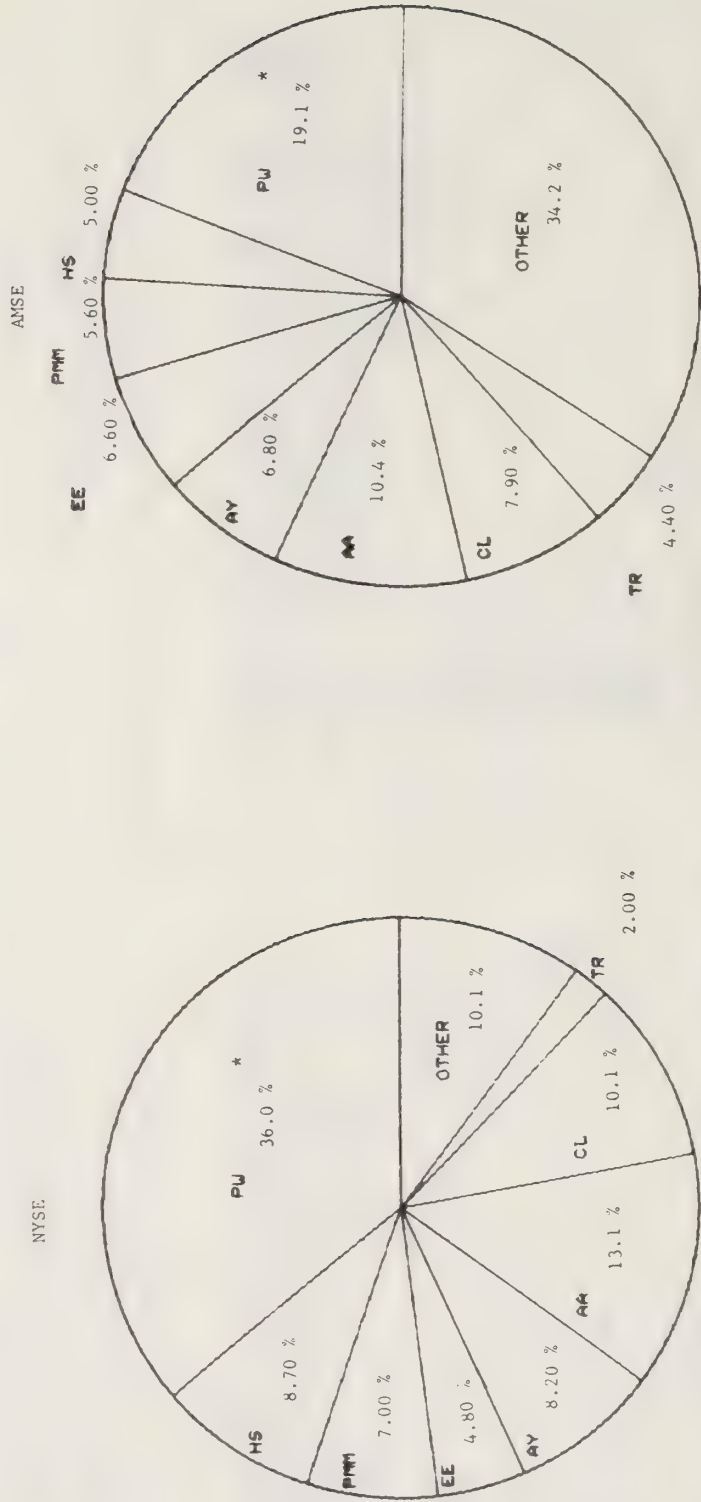 NYSE
PW *
36.0 %
HS
8.70 %
PMM
7.00 %
EE
4.80 %
AY
8.20 %
AA
13.1 %
CL
10.1 %
TR
2.00 %
OTHER
10.1 %
AMSE
PW *
19.1 %
HS
5.00 %
PMM
5.60 %
EE
6.60 %
AY
6.80 %
AA
10.4 %
CL
7.90 %
TR
4.40 %
OTHER
34.2 %